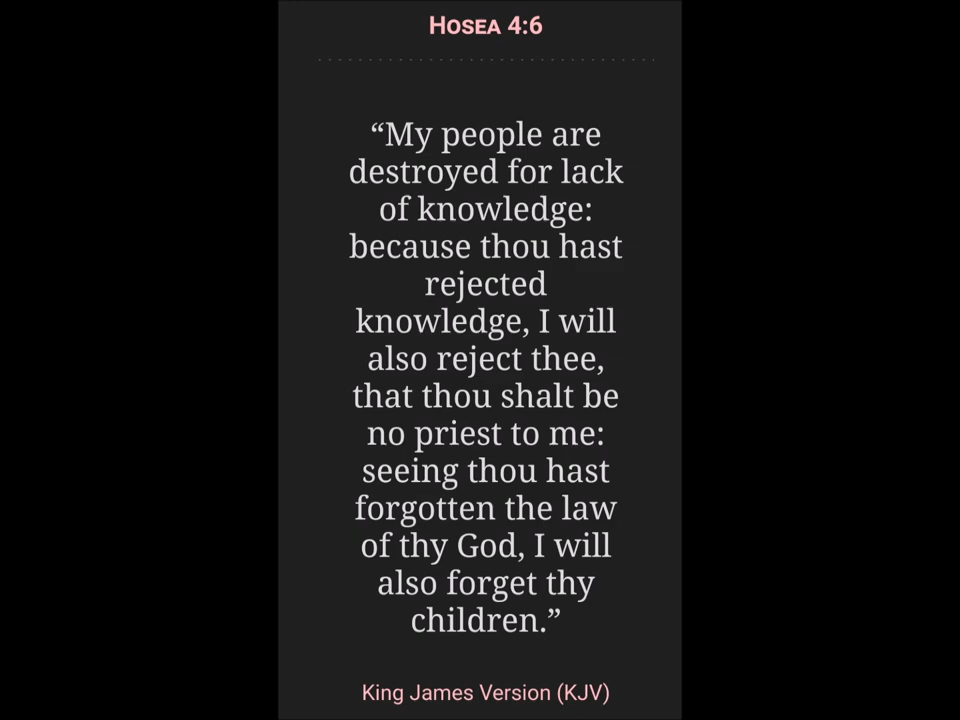 Hosea 4:6
“My people are
destroyed for lack
of knowledge:
because thou hast
rejected
knowledge, I will
also reject thee,
that thou shalt be
no priest to me:
seeing thou hast
forgotten the law
of thy God, I will
also forget thy
children.”
King James Version (KJV)